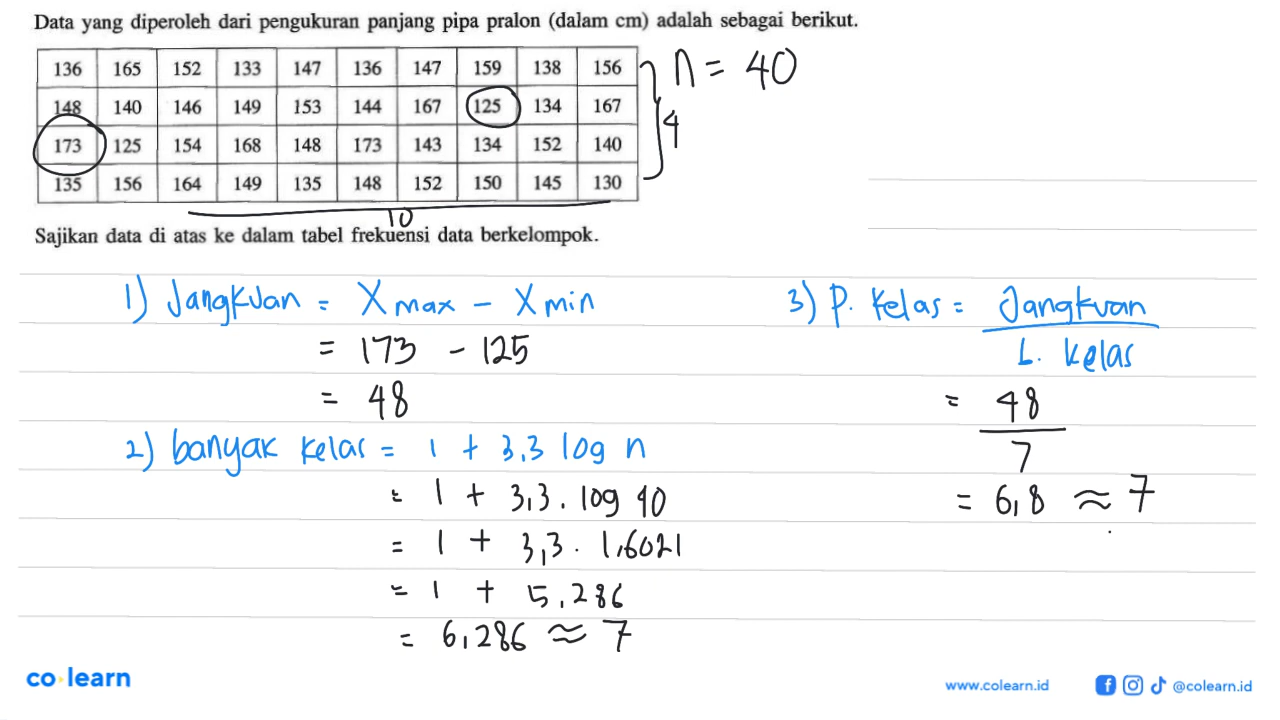 Data yang diperoleh dari pengukuran panjang pipa pralon (dalam cm) adalah sebagai berikut.
136 165 152 133 147 136 147 159 138 156
148 140 146 149 153 144 167 125 134 167
173 125 154 168 148 173 143 134 152 140
135 156 164 149 135 148 152 150 145 130
n = 40
4
10
Sajikan data di atas ke dalam tabel frekuensi data berkelompok.
1) Jangkuan = X max - X min
= 173 - 125
= 48
2) banyak kelas = 1 + 3,3 log n
= 1 + 3,3. log 40
= 1 + 3,3. 1,6021
= 1 + 5,286
= 6,286 ≈ 7
3) P. kelas = Jangkuan
b. kelas
= 48
7
= 6,8 ≈ 7
co learn
www.colearn.id
@colearn.id